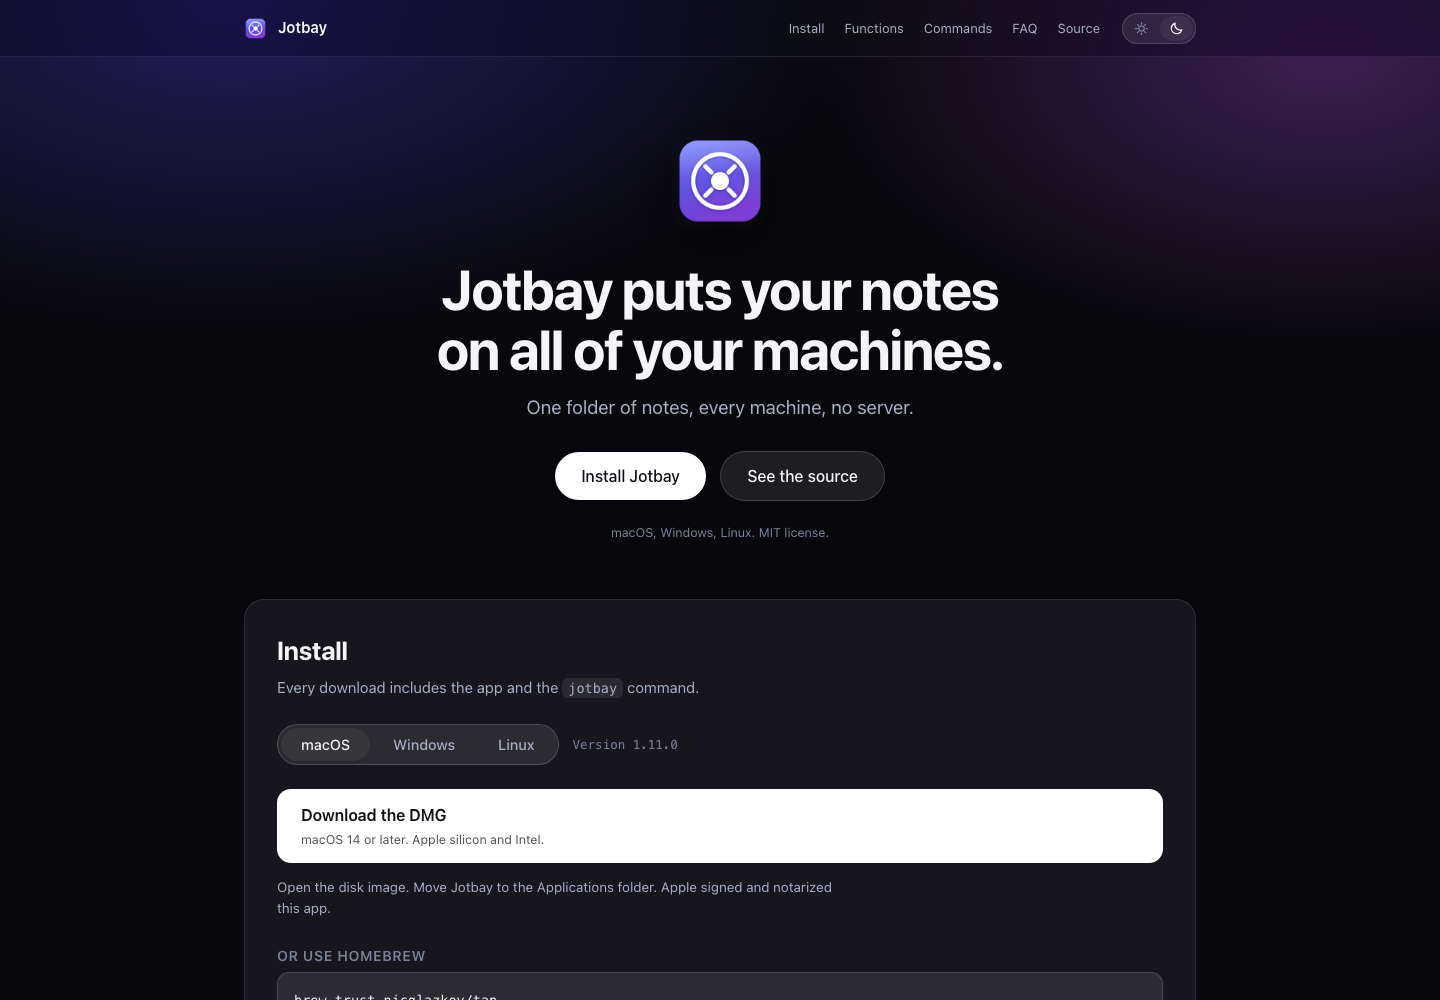 Jotbay
Install
Functions
Commands
FAQ
Source
Jotbay puts your notes
on all of your machines.
One folder of notes, every machine, no server.
Install Jotbay
See the source
macOS, Windows, Linux. MIT license.
Install
Every download includes the app and the jotbay command.
macOS
Windows
Linux
Version 1.11.0
Download the DMG
macOS 14 or later. Apple silicon and Intel.
Open the disk image. Move Jotbay to the Applications folder. Apple signed and notarized
this app.
OR USE HOMEBREW
brew trust nicglazkov/tap